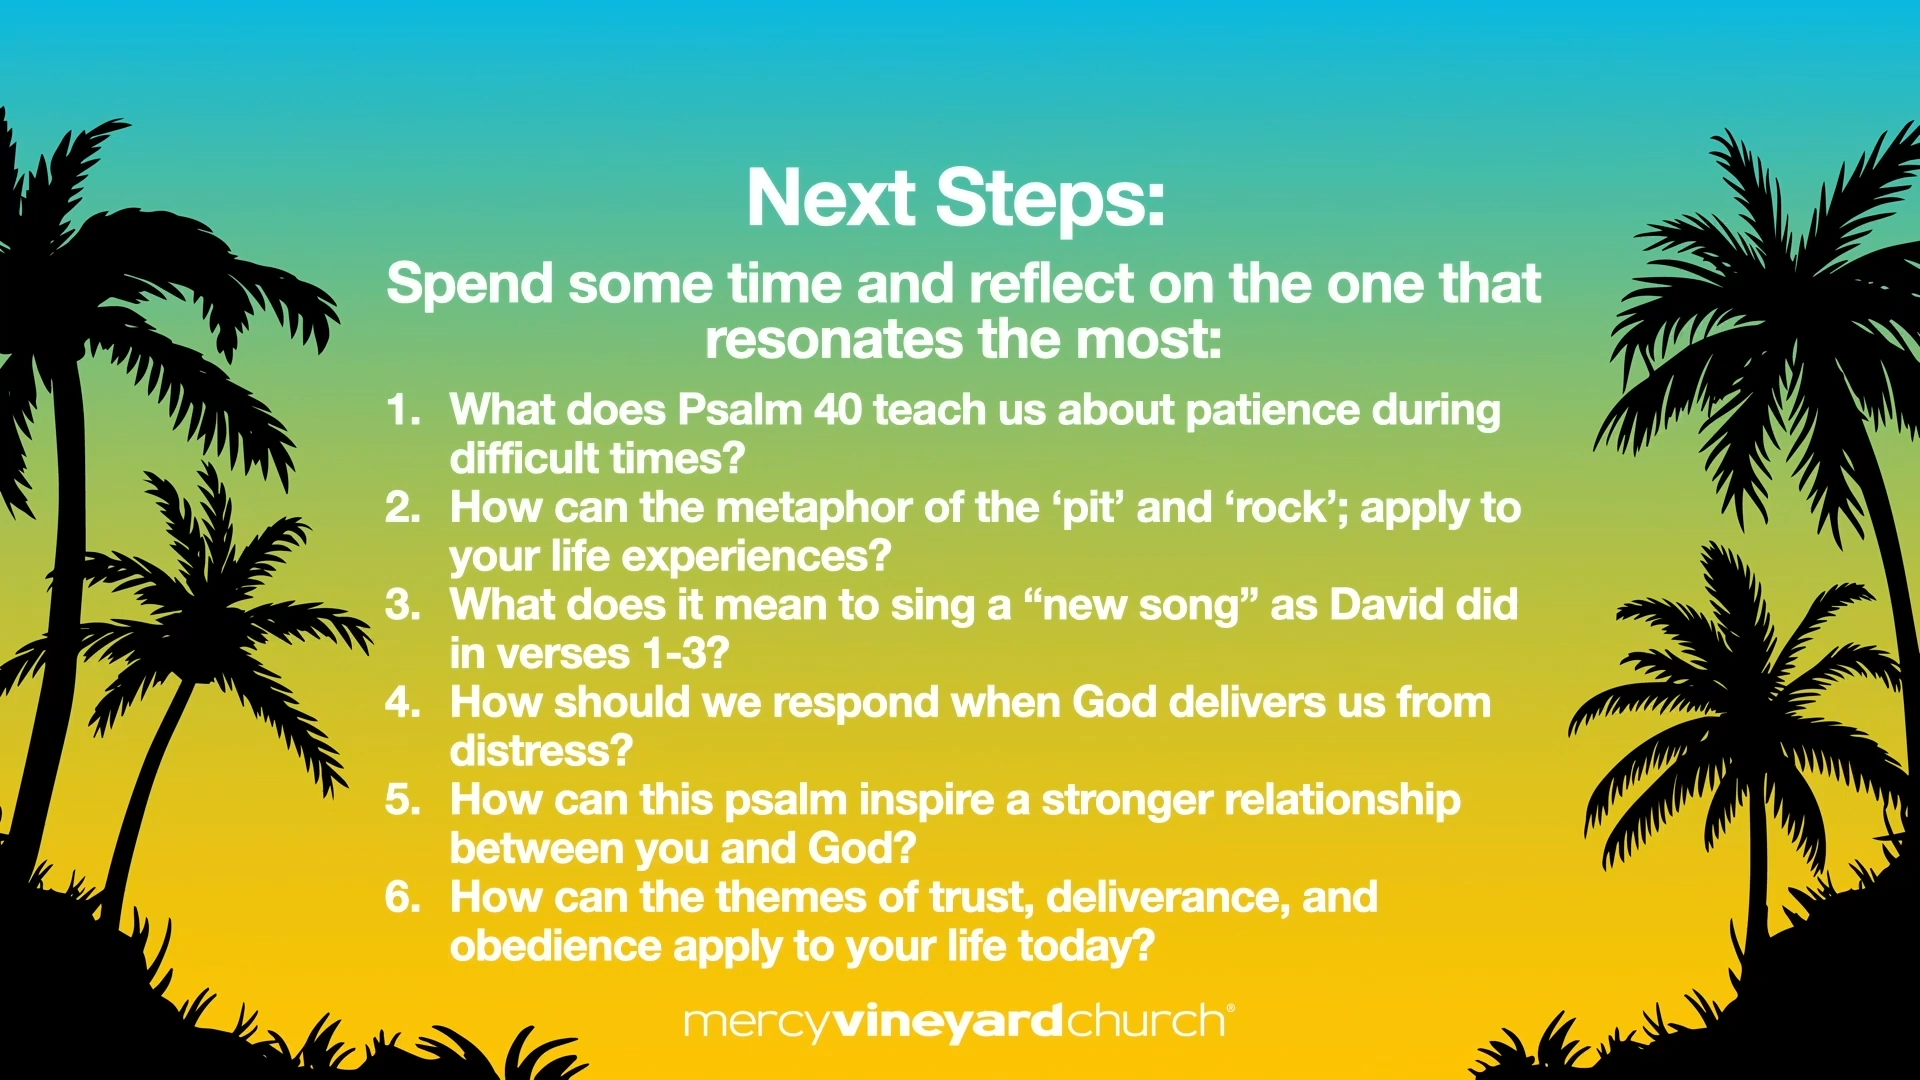 Next Steps:
Spend some time and reflect on the one that
resonates the most:
1. What does Psalm 40 teach us about patience during
difficult times?
2. How can the metaphor of the ‘pit’ and ‘rock’; apply to
your life experiences?
3. What does it mean to sing a “new song” as David did
in verses 1-3?
4. How should we respond when God delivers us from
distress?
5. How can this psalm inspire a stronger relationship
between you and God?
6. How can the themes of trust, deliverance, and
obedience apply to your life today?
mercyvineyardchurch®